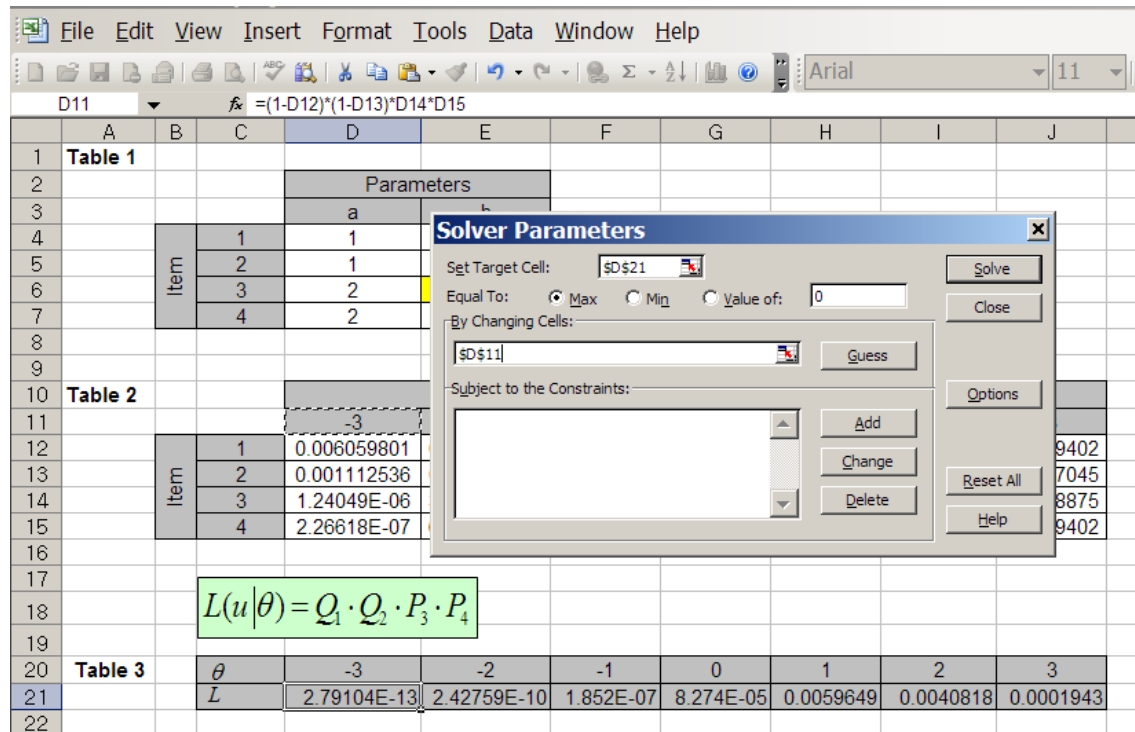 File Edit View Insert Format Tools Data Window Help
Arial 11
D11 fx =(1-D12)*(1-D13)*D14*D15
A B C D E F G H I J
1 Table 1
2 Parameters
3 a
4 1 1
5 Item 2 1
6 3 2
7 4 2
8
9
10 Table 2
11 -3
12 1 0.006059801 9402
13 Item 2 0.001112536 7045
14 3 1.24049E-06 8875
15 4 2.26618E-07 9402
16
17
18 L(u|θ) = Q₁ · Q₂ · P₃ · P₄
19
20 Table 3 θ -3 -2 -1 0 1 2 3
21 L 2.79104E-13 2.42759E-10 1.852E-07 8.274E-05 0.0059649 0.0040818 0.0001943
22
Solver Parameters
Set Target Cell: $D$21 Solve
Equal To: Max Min Value of: 0 Close
By Changing Cells:
$D$11 Guess
Subject to the Constraints: Options
Add
Change
Reset All
Delete
Help